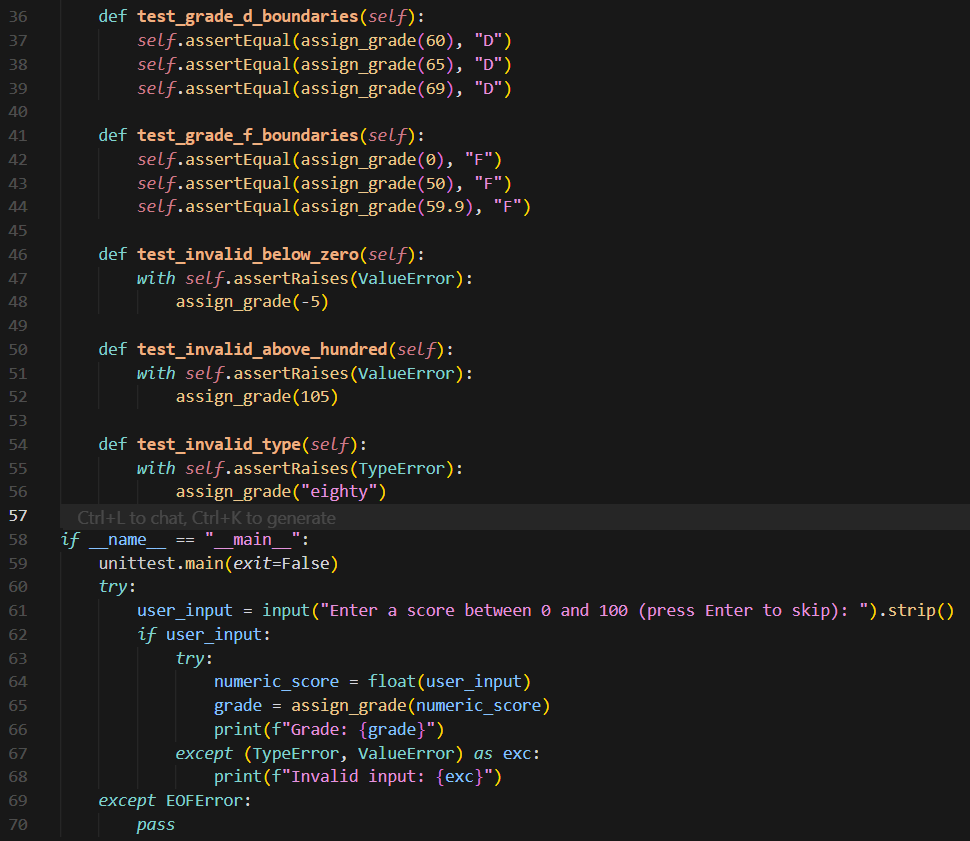 36 def test_grade_d_boundaries(self):
37 self.assertEqual(assign_grade(60), "D")
38 self.assertEqual(assign_grade(65), "D")
39 self.assertEqual(assign_grade(69), "D")
40
41 def test_grade_f_boundaries(self):
42 self.assertEqual(assign_grade(0), "F")
43 self.assertEqual(assign_grade(50), "F")
44 self.assertEqual(assign_grade(59.9), "F")
45
46 def test_invalid_below_zero(self):
47 with self.assertRaises(ValueError):
48 assign_grade(-5)
49
50 def test_invalid_above_hundred(self):
51 with self.assertRaises(ValueError):
52 assign_grade(105)
53
54 def test_invalid_type(self):
55 with self.assertRaises(TypeError):
56 assign_grade("eighty")
57 Ctrl+L to chat, Ctrl+K to generate
58 if __name__ == "__main__":
59 unittest.main(exit=False)
60 try:
61 user_input = input("Enter a score between 0 and 100 (press Enter to skip): ").strip()
62 if user_input:
63 try:
64 numeric_score = float(user_input)
65 grade = assign_grade(numeric_score)
66 print(f"Grade: {grade}")
67 except (TypeError, ValueError) as exc:
68 print(f"Invalid input: {exc}")
69 except EOFError:
70 pass